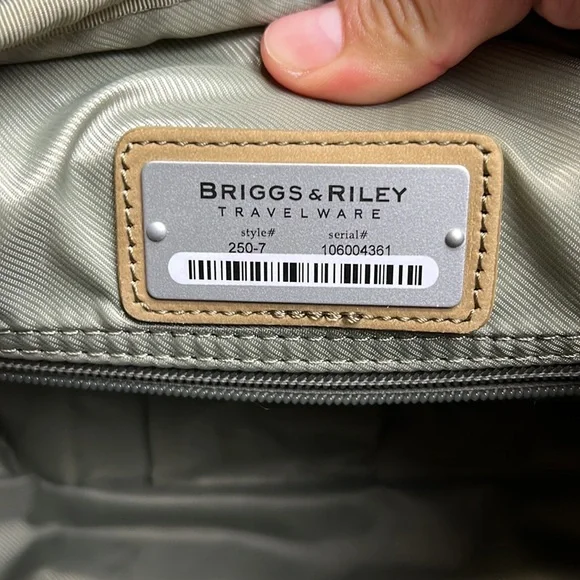 BRIGGS & RILEY
TRAVELWARE
style# serial#
250-7 106004361